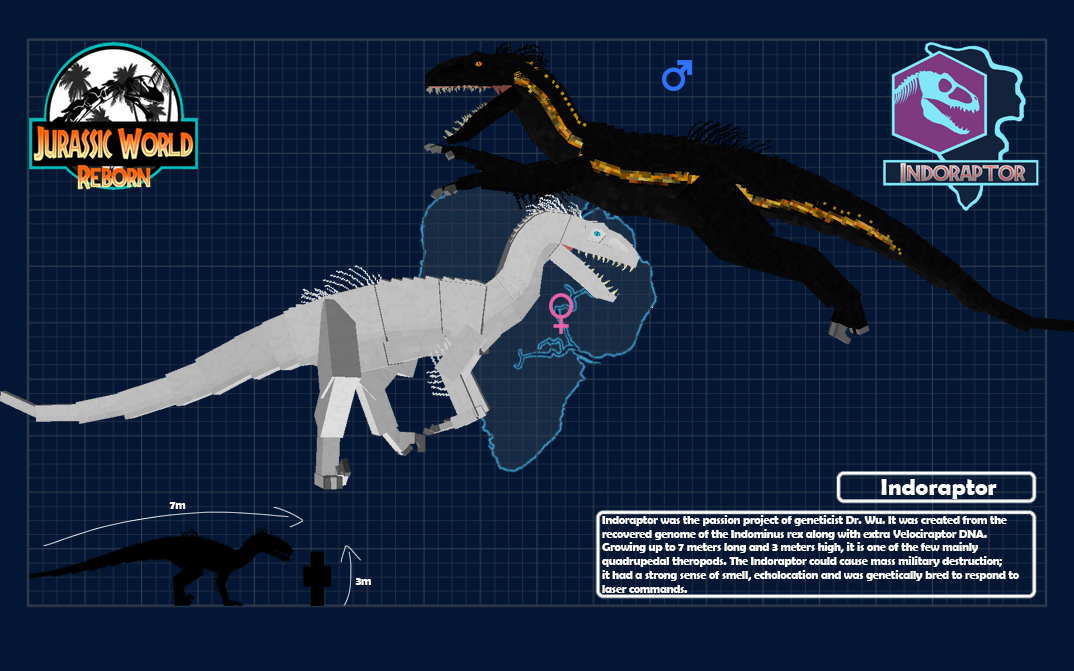 JURASSIC WORLD
REBORN
INDORAPTOR
7m
3m
Indoraptor
Indoraptor was the passion project of geneticist Dr. Wu. It was created from the
recovered genome of the Indominus rex along with extra Velociraptor DNA.
Growing up to 7 meters long and 3 meters high, it is one of the few mainly
quadrupedal theropods. The Indoraptor could cause mass military destruction;
it had a strong sense of smell, echolocation and was genetically bred to respond to
laser commands.